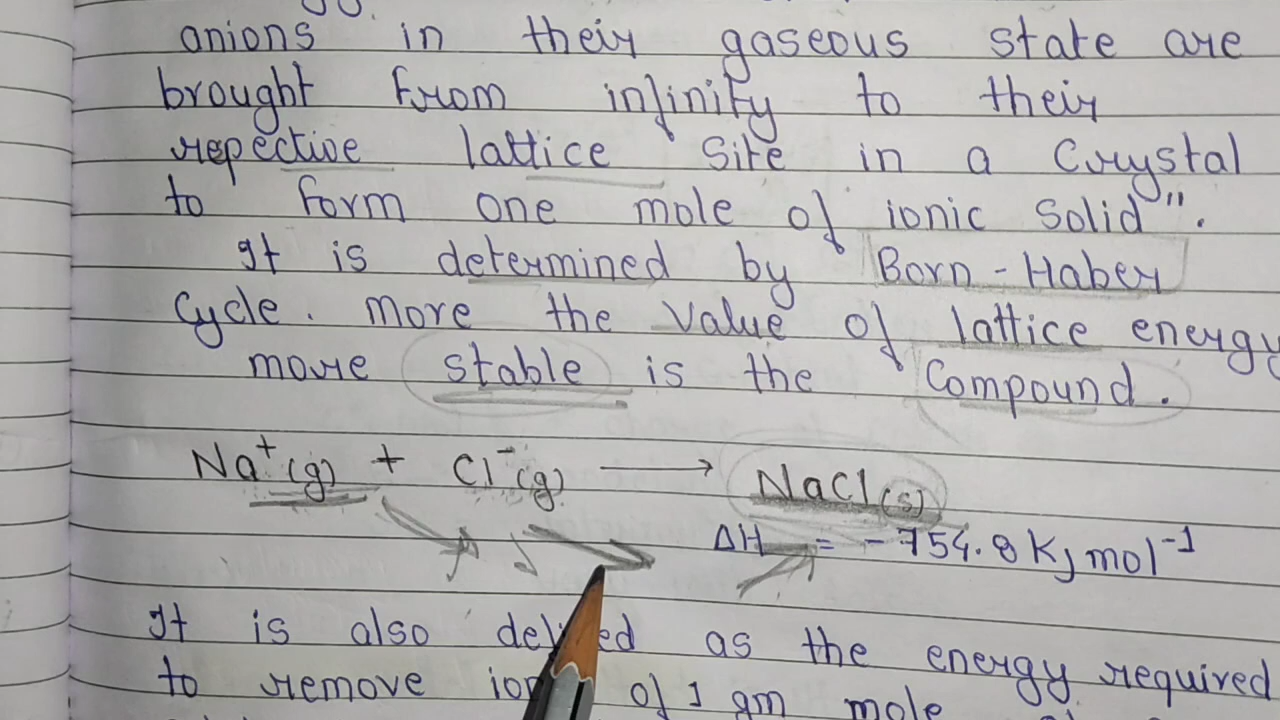 anions in their gaseous state are
brought from infinity to their
repective lattice site in a Crystal
to form one mole of ionic solid".
It is determined by Born-Haber
Cycle. more the value of lattice energy
more stable is the Compound.
Na⁺(g) + Cl⁻(g) ⟶ NaCl(s)
ΔH = -754.8 KJ mol⁻¹
It is also as the energy required
to remove of 1 gm mole